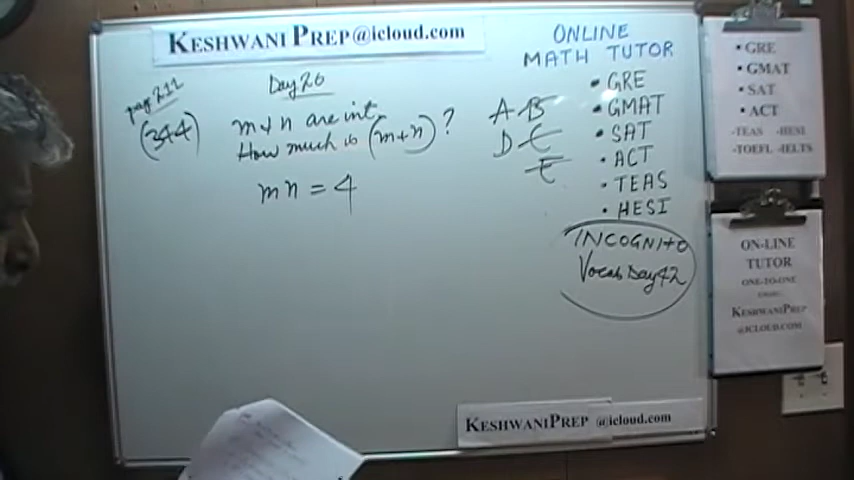 KESHWANI PREP@icloud.com
page 211
Day 20
(344)
m & n are int
How much is (m+n)?
mn = 4
A B
D C
E
ONLINE
MATH TUTOR
• GRE
• GMAT
• SAT
• ACT
• TEAS
• HESI
INCOGNITO
Vocab Day 42
• GRE
• GMAT
• SAT
• ACT
-TEAS -HESI
-TOEFL -IELTS
ON-LINE
TUTOR
ONE-TO-ONE
KESHWANIPREP
@ICLOUD.COM
KESHWANIPREP @icloud.com